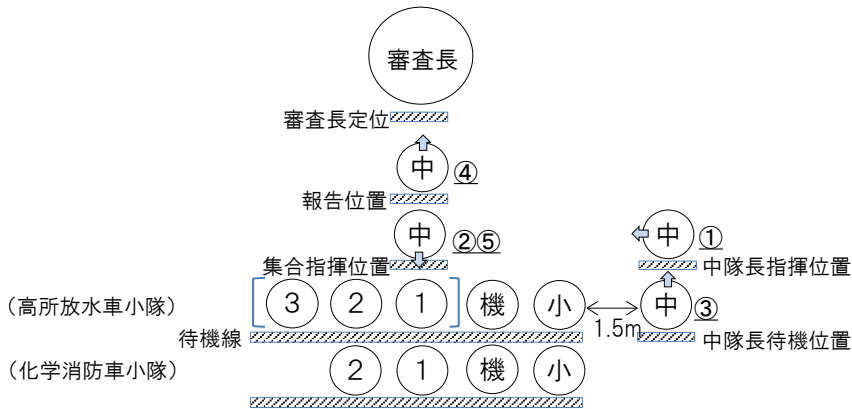 審査長
審査長定位
中 ④
報告位置
中 ②⑤ 中 ①
集合指揮位置 中隊長指揮位置
(高所放水車小隊) 3 2 1 機 小 1.5m 中 ③
待機線 中隊長待機位置
(化学消防車小隊) 2 1 機 小